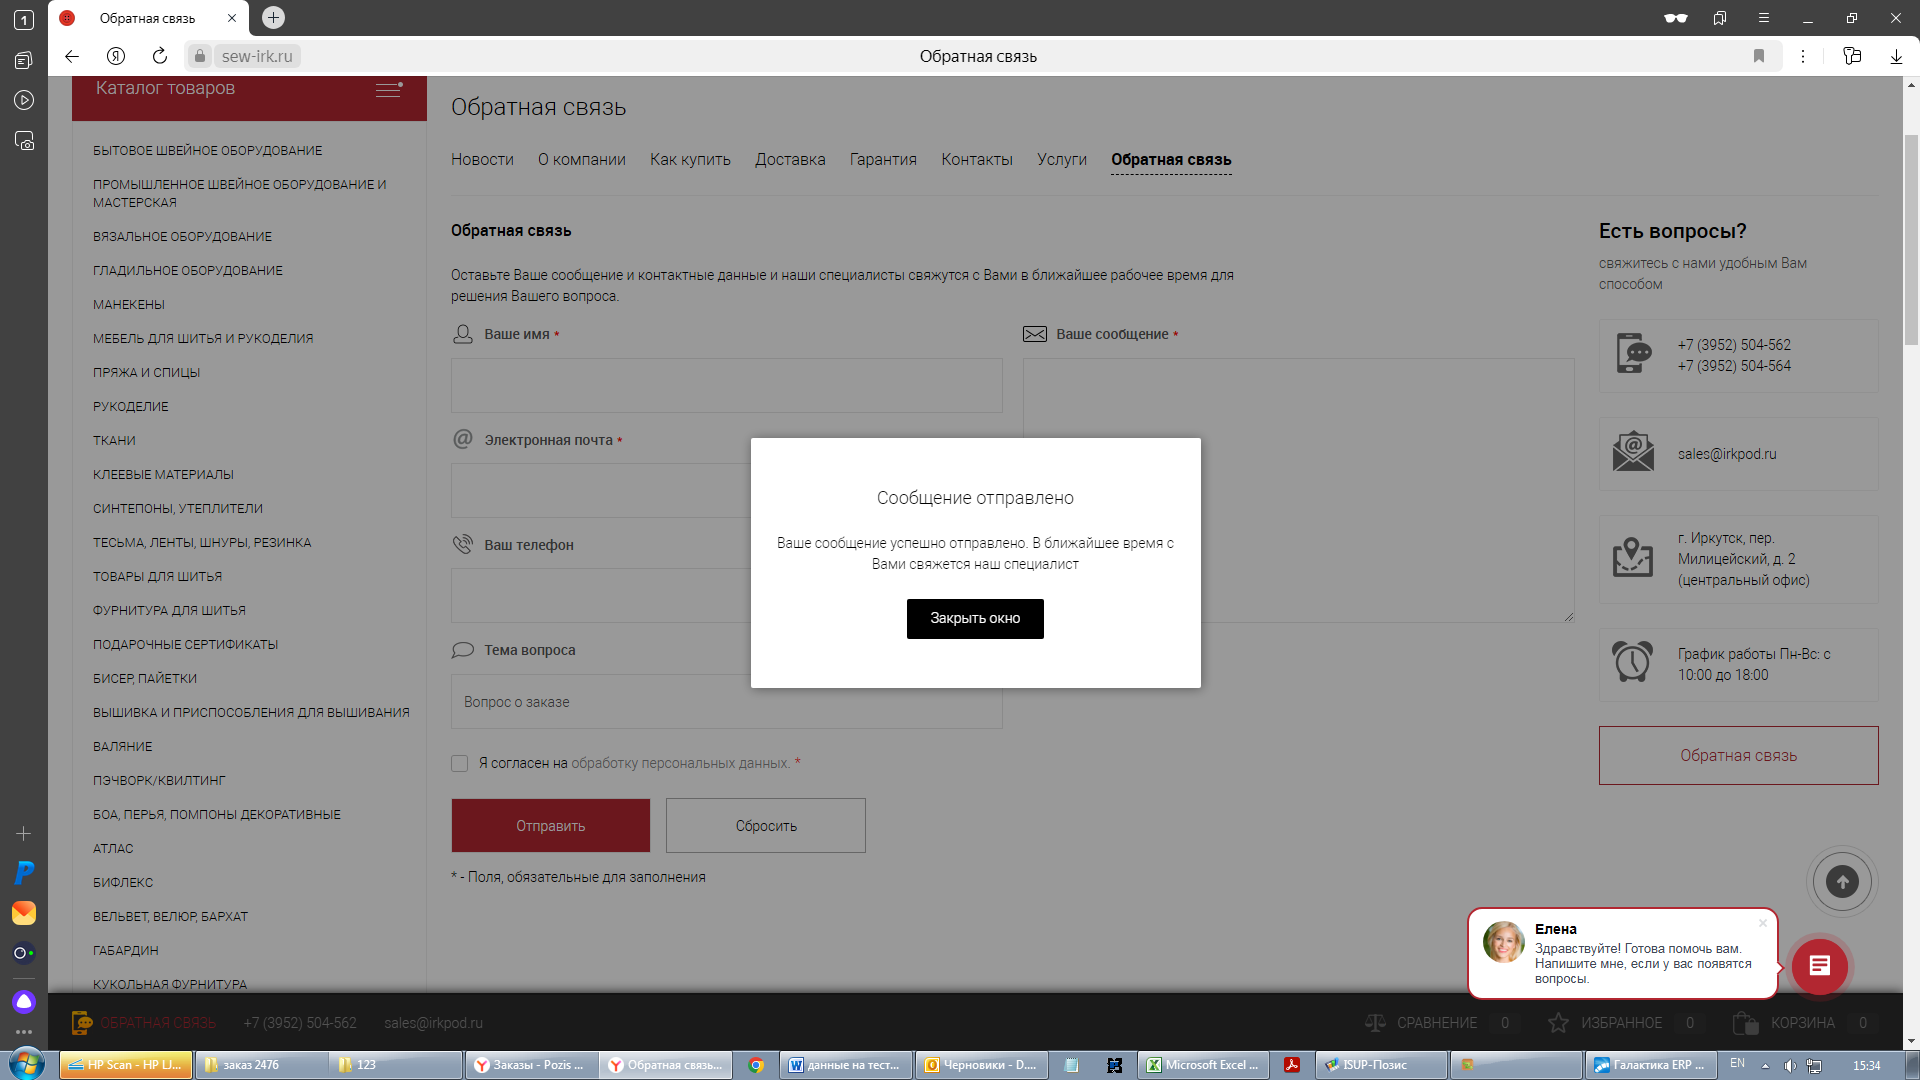 1
Обратная связь
sew-irk.ru
Обратная связь
Каталог товаров
БЫТОВОЕ ШВЕЙНОЕ ОБОРУДОВАНИЕ
ПРОМЫШЛЕННОЕ ШВЕЙНОЕ ОБОРУДОВАНИЕ И
МАСТЕРСКАЯ
ВЯЗАЛЬНОЕ ОБОРУДОВАНИЕ
ГЛАДИЛЬНОЕ ОБОРУДОВАНИЕ
МАНЕКЕНЫ
МЕБЕЛЬ ДЛЯ ШИТЬЯ И РУКОДЕЛИЯ
ПРЯЖА И СПИЦЫ
РУКОДЕЛИЕ
ТКАНИ
КЛЕЕВЫЕ МАТЕРИАЛЫ
СИНТЕПОНЫ, УТЕПЛИТЕЛИ
ТЕСЬМА, ЛЕНТЫ, ШНУРЫ, РЕЗИНКА
ТОВАРЫ ДЛЯ ШИТЬЯ
ФУРНИТУРА ДЛЯ ШИТЬЯ
ПОДАРОЧНЫЕ СЕРТИФИКАТЫ
БИСЕР, ПАЙЕТКИ
ВЫШИВКА И ПРИСПОСОБЛЕНИЯ ДЛЯ ВЫШИВАНИЯ
ВАЛЯНИЕ
ПЭЧВОРК/КВИЛТИНГ
БОА, ПЕРЬЯ, ПОМПОНЫ ДЕКОРАТИВНЫЕ
АТЛАС
БИФЛЕКС
ВЕЛЬВЕТ, ВЕЛЮР, БАРХАТ
ГАБАРДИН
КУКОЛЬНАЯ ФУРНИТУРА
Обратная связь
Новости О компании Как купить Доставка Гарантия Контакты Услуги Обратная связь
Обратная связь
Оставьте Ваше сообщение и контактные данные и наши специалисты свяжутся с Вами в ближайшее рабочее время для
решения Вашего вопроса.
Ваше имя *
Ваше сообщение *
Электронная почта *
Ваш телефон
Тема вопроса
Вопрос о заказе
Я согласен на обработку персональных данных. *
Отправить
Сбросить
* - Поля, обязательные для заполнения
Сообщение отправлено
Ваше сообщение успешно отправлено. В ближайшее время с
Вами свяжется наш специалист
Закрыть окно
Есть вопросы?
свяжитесь с нами удобным Вам
способом
+7 (3952) 504-562
+7 (3952) 504-564
sales@irkpod.ru
г. Иркутск, пер.
Милицейский, д. 2
(центральный офис)
График работы Пн-Вс: с
10:00 до 18:00
Обратная связь
Елена
Здравствуйте! Готова помочь вам.
Напишите мне, если у вас появятся
вопросы.
ОБРАТНАЯ СВЯЗЬ +7 (3952) 504-562 sales@irkpod.ru
СРАВНЕНИЕ 0 ИЗБРАННОЕ 0 КОРЗИНА 0
HP Scan - HP LJ... заказ 2476 123 Заказы - Pozis ... Обратная связь... данные на тест... Черновики - D.... Microsoft Excel ... ISUP-Позис Галактика ERP ... EN 15:34